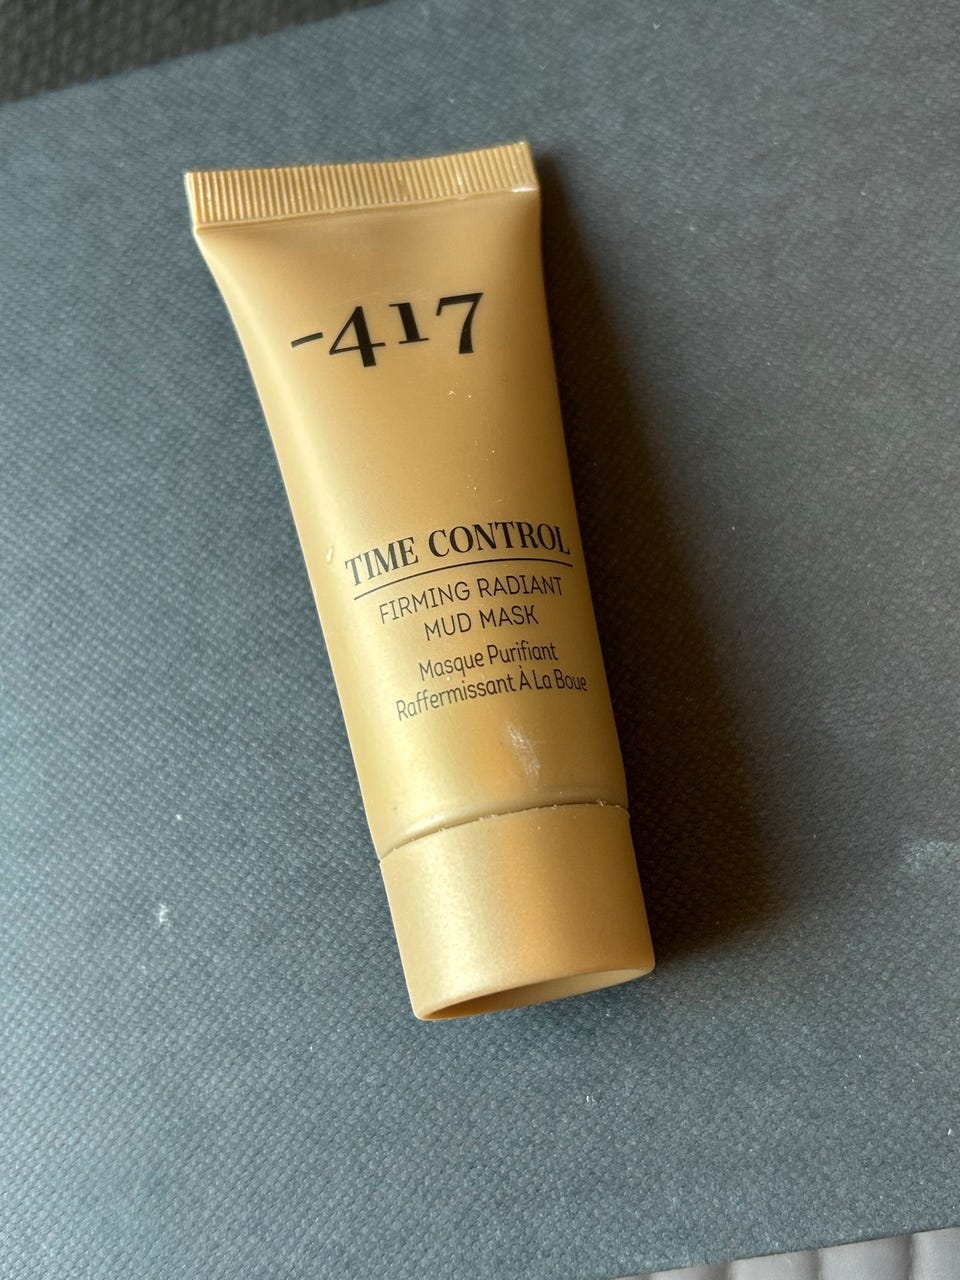 -417
TIME CONTROL
FIRMING RADIANT
MUD MASK
Masque Purifiant
Raffermissant À La Boue